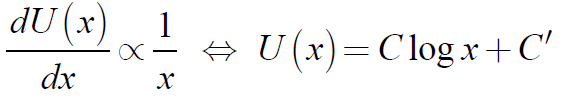 dU(x)/dx ∝ 1/x ⇔ U(x) = C log x + C′